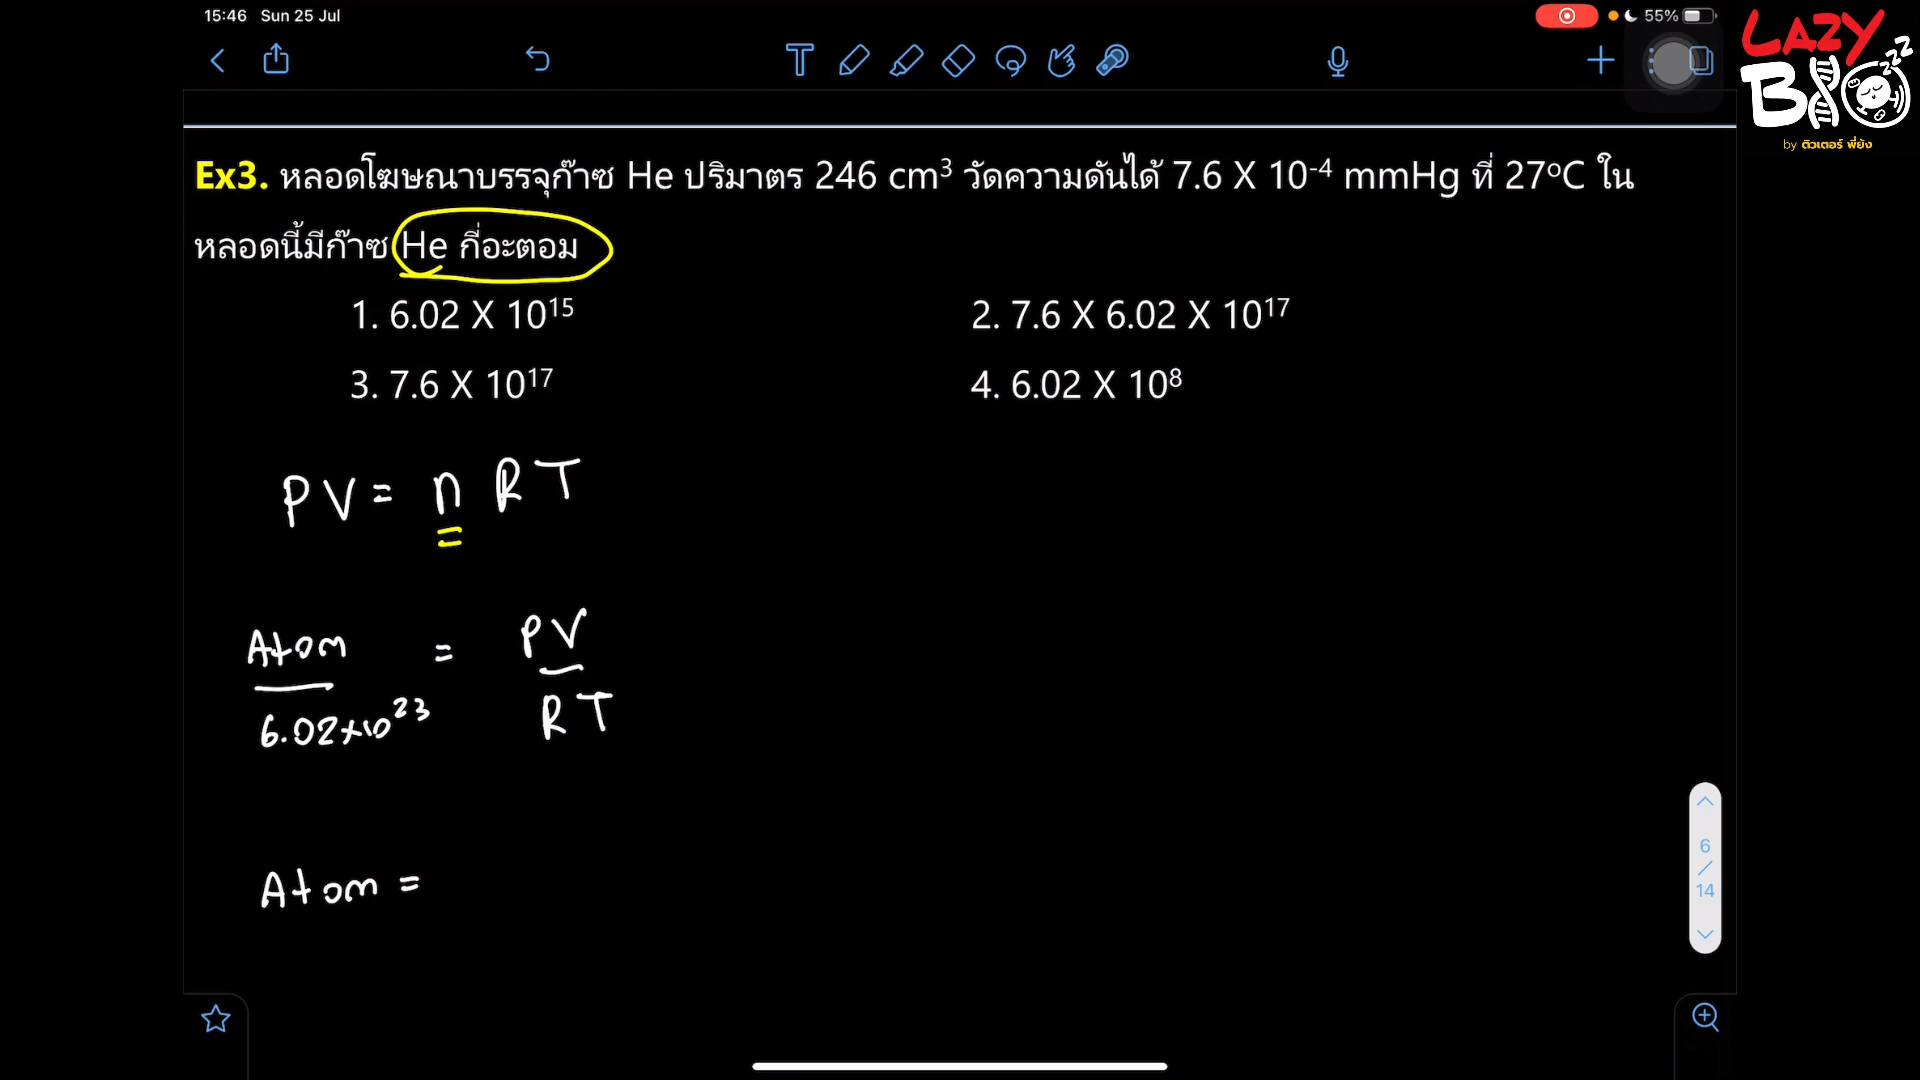 15:46 Sun 25 Jul
55%
LAZY
BIO zzz
by ติวเตอร์ พี่ยัง
Ex3. หลอดโฆษณาบรรจุก๊าซ He ปริมาตร 246 cm³ วัดความดันได้ 7.6 X 10⁻⁴ mmHg ที่ 27ºC ใน
หลอดนี้มีก๊าซ He กี่อะตอม
1. 6.02 X 10¹⁵
2. 7.6 X 6.02 X 10¹⁷
3. 7.6 X 10¹⁷
4. 6.02 X 10⁸
PV = n RT
Atom = PV
6.02×10²³ RT
Atom =
6
/
14